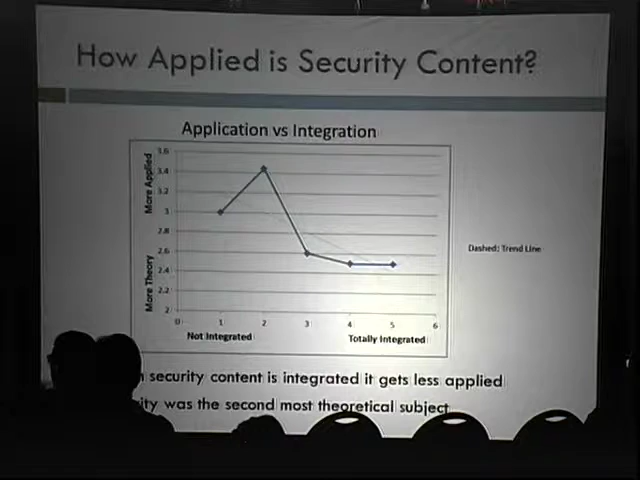 How Applied is Security Content?
Application vs Integration
3.6
3.4
3.2
3
2.8
2.6
2.4
2.2
2
More Applied
More Theory
0 1 2 3 4 5 6
Not Integrated
Totally Integrated
Dashed: Trend Line
security content is integrated it gets less applied
was the second most theoretical subject